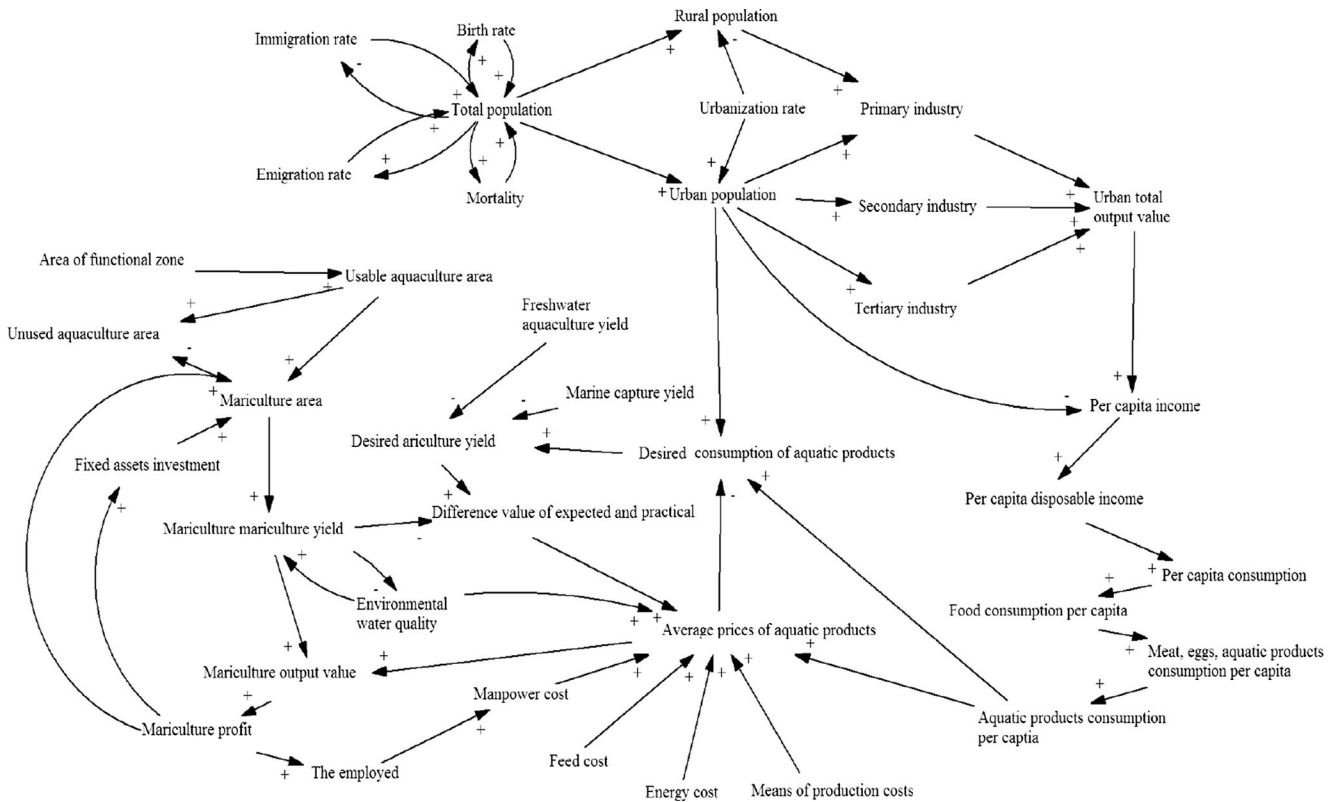 Rural population
Birth rate
Immigration rate
Total population
Urbanization rate
Primary industry
Emigration rate
Mortality
Urban population
Secondary industry
Urban total
output value
Area of functional zone
Usable aquaculture area
Freshwater
aquaculture yield
Tertiary industry
Unused aquaculture area
Marine capture yield
Mariculture area
Per capita income
Desired ariculture yield
Desired consumption of aquatic products
Fixed assets investment
Per capita disposable income
Difference value of expected and practical
Mariculture mariculture yield
Per capita consumption
Environmental
water quality
Food consumption per capita
Average prices of aquatic products
Meat, eggs, aquatic products
consumption per capita
Mariculture output value
Manpower cost
Aquatic products consumption
per captia
Mariculture profit
The employed
Feed cost
Energy cost
Means of production costs